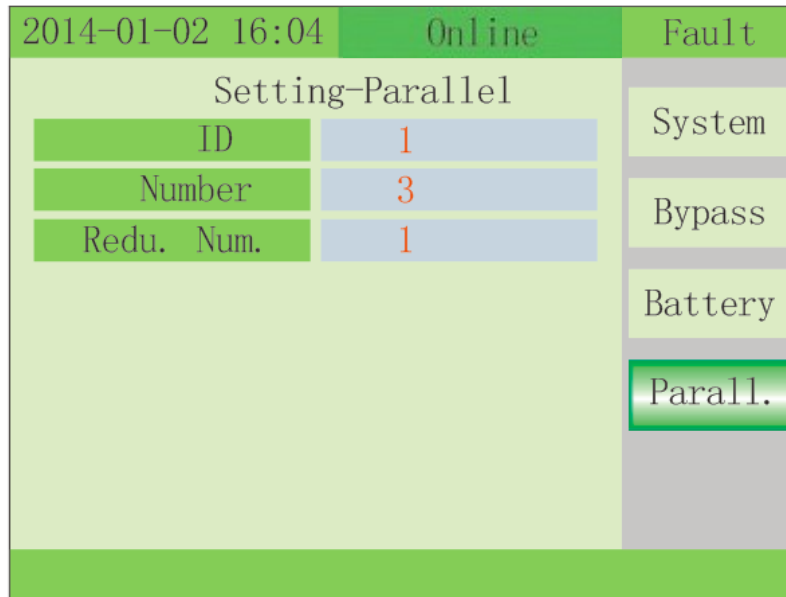 2014-01-02 16:04 Online Fault
Setting-Parallel
ID 1
Number 3
Redu. Num. 1
System
Bypass
Battery
Parall.